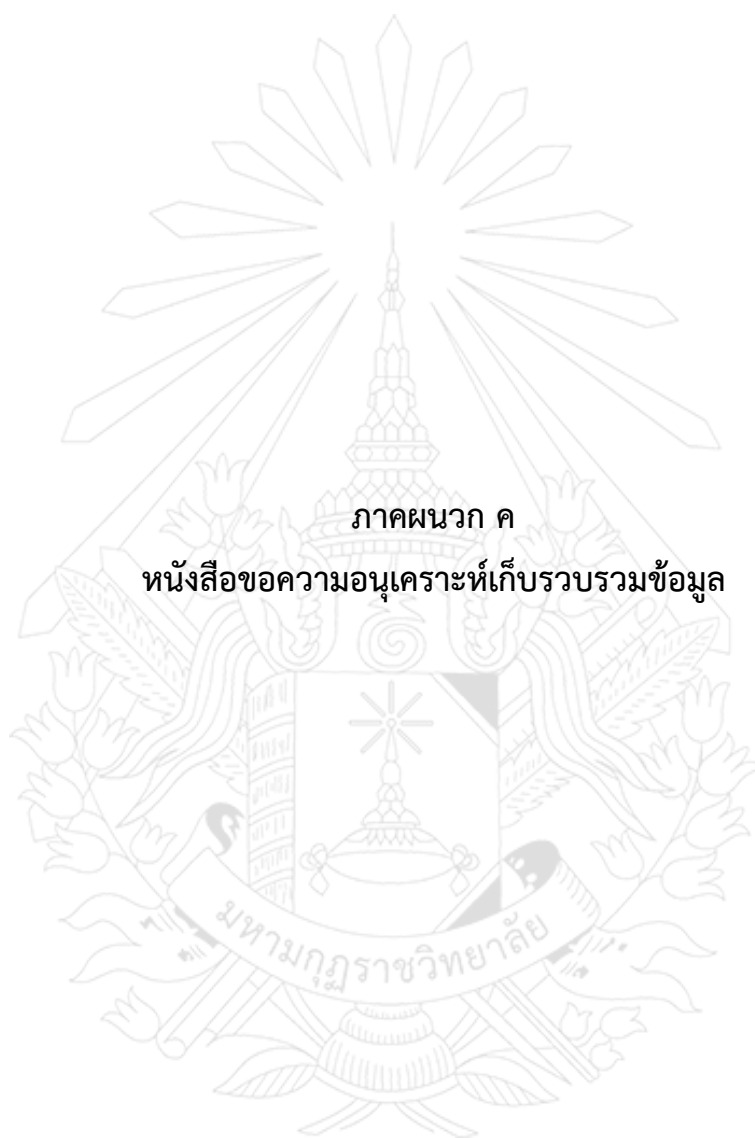 ภาคผนวก ค
หนังสือขอความอนุเคราะห์เก็บรวบรวมข้อมูล
มหามกุฏราชวิทยาลัย